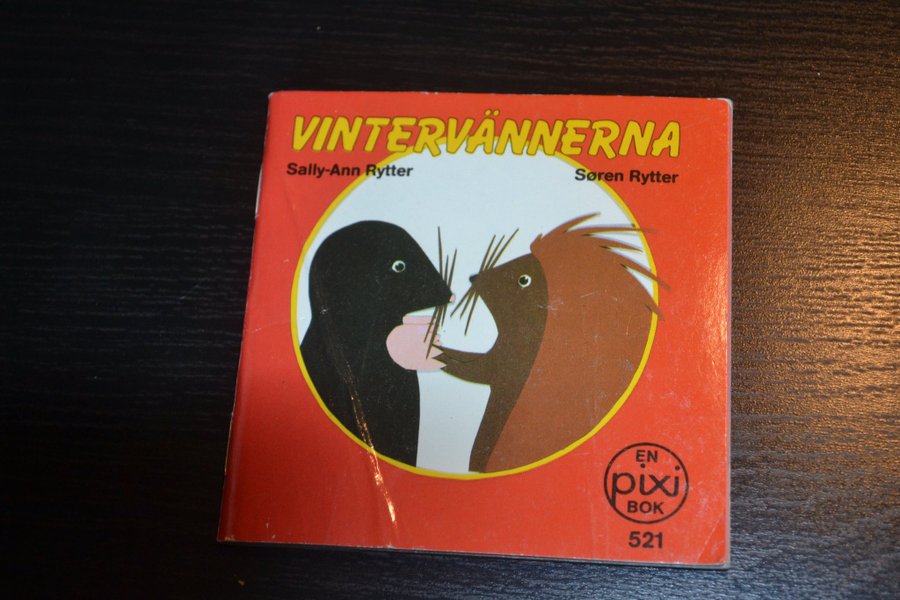 VINTERVÄNNERNA
Sally-Ann Rytter Søren Rytter
EN
pixi
BOK
521